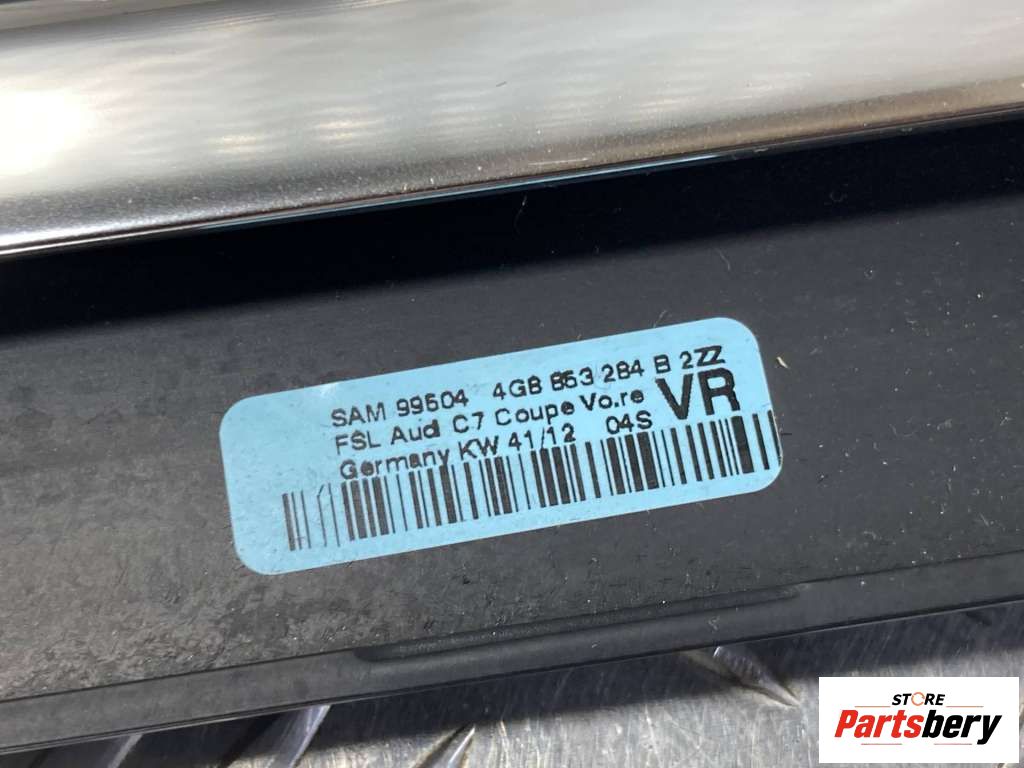 SAM 99504 4G8 853 284 B 2ZZ
FSL Audi C7 Coupe Vo.re VR
Germany KW 41/12 04S
STORE
Partsbery